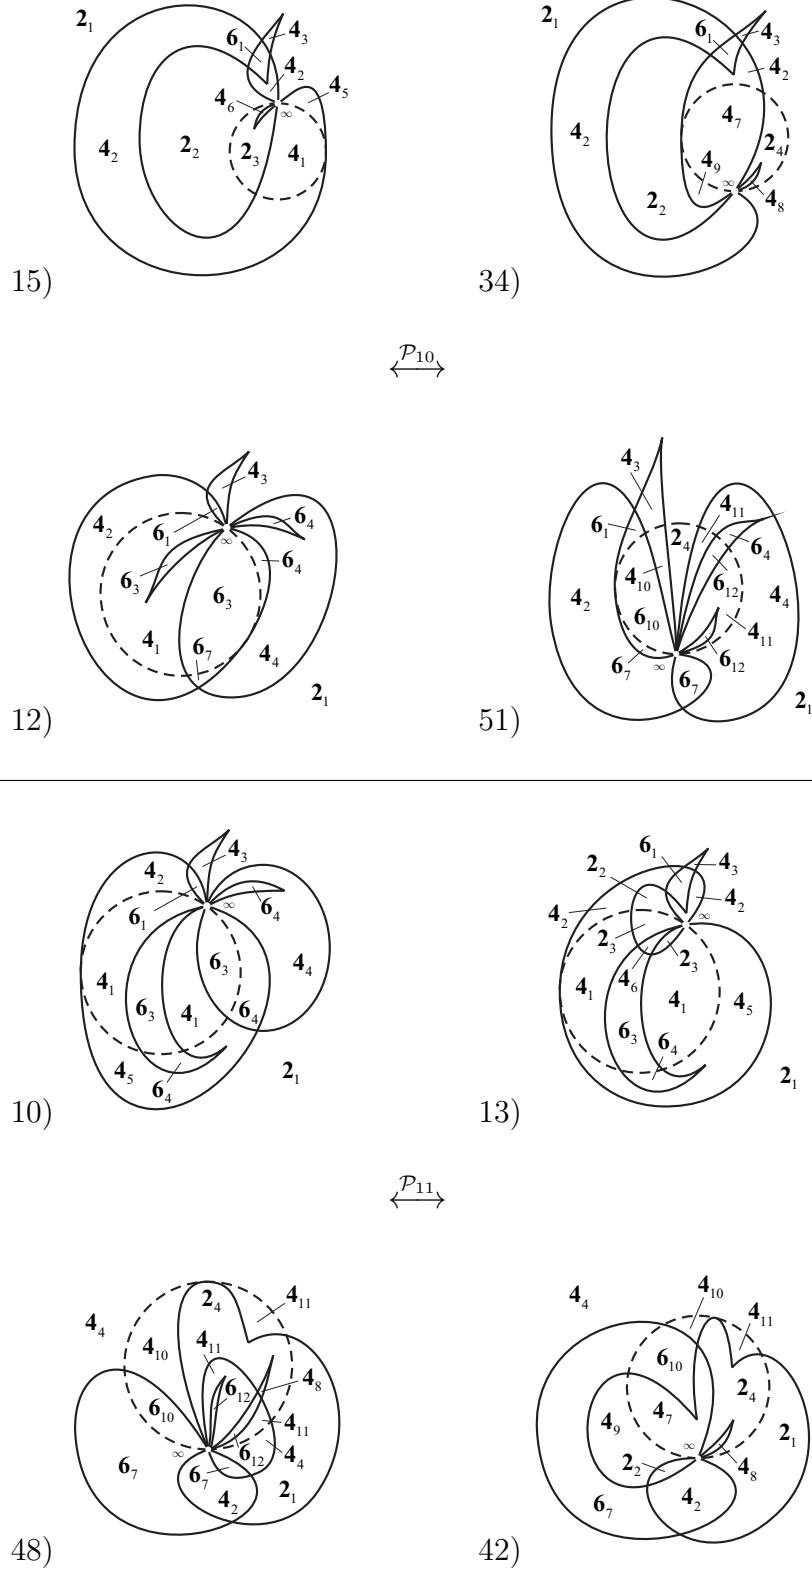 2₁ 6₁ 4₃ 4₂ 4₅ 4₆ ∞ 4₂ 2₂ 2₃ 4₁
15)
2₁ 6₁ 4₃ 4₂ 4₇ 4₂ 2₄ 4₉ ∞ 2₂ 4₈
34)
𝒫₁₀
⟷
4₃ 4₂ 6₁ 6₄ ∞ 6₄ 6₃ 6₃ 4₁ 6₇ 4₄ 2₁
12)
4₃ 4₁₁ 6₁ 2₄ 6₄ 4₁₀ 6₁₂ 4₂ 4₄ 6₁₀ 4₁₁ 6₇ 6₁₂ ∞ 6₇ 2₁
51)
4₃ 4₂ 6₁ ∞ 6₄ 6₃ 4₄ 4₁ 6₃ 4₁ 6₄ 4₅ 6₄ 2₁
10)
6₁ 2₂ 4₃ 4₂ 4₂ ∞ 2₃ 2₃ 4₆ 4₁ 4₁ 4₅ 6₃ 6₄ 2₁
13)
𝒫₁₁
⟷
2₄ 4₁₁ 4₄ 4₁₀ 4₁₁ 4₈ 6₁₂ 6₁₀ 4₁₁ ∞ 6₁₂ 4₄ 6₇ 6₇ 2₁ 4₂
48)
4₁₀ 4₄ 4₁₁ 6₁₀ 2₄ 4₉ 4₇ 2₁ ∞ 2₂ 4₈ 6₇ 4₂
42)